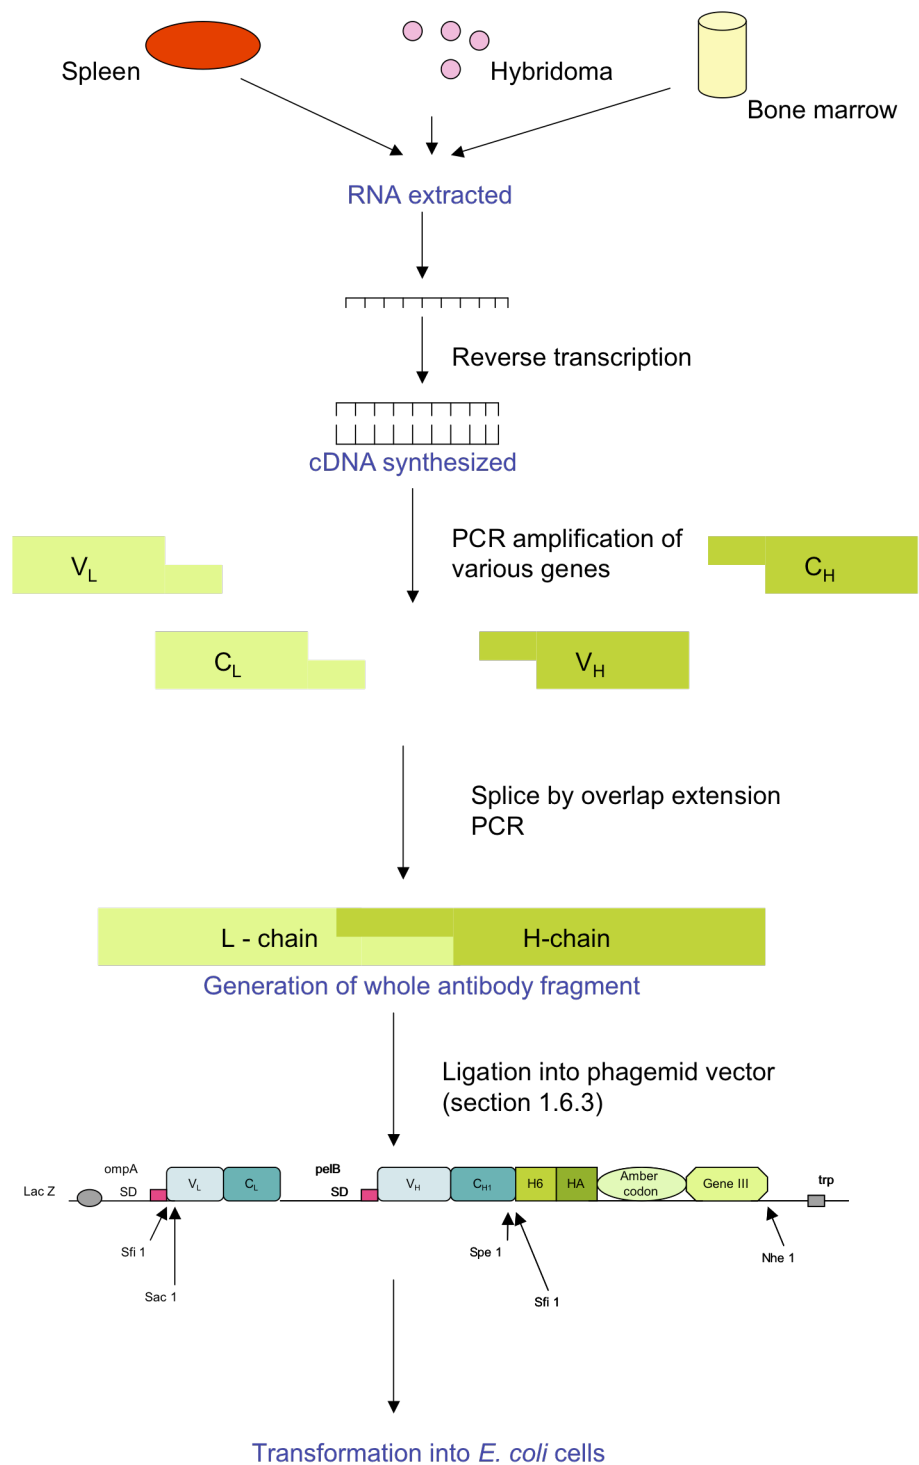 Spleen
Hybridoma
Bone marrow
RNA extracted
Reverse transcription
cDNA synthesized
PCR amplification of
various genes
VL
CH
CL
VH
Splice by overlap extension
PCR
L - chain
H-chain
Generation of whole antibody fragment
Ligation into phagemid vector
(section 1.6.3)
Lac Z
ompA
SD
VL
CL
pelB
SD
VH
CH1
H6
HA
Amber
codon
Gene III
trp
Sfi 1
Sac 1
Spe 1
Sfi 1
Nhe 1
Transformation into E. coli cells